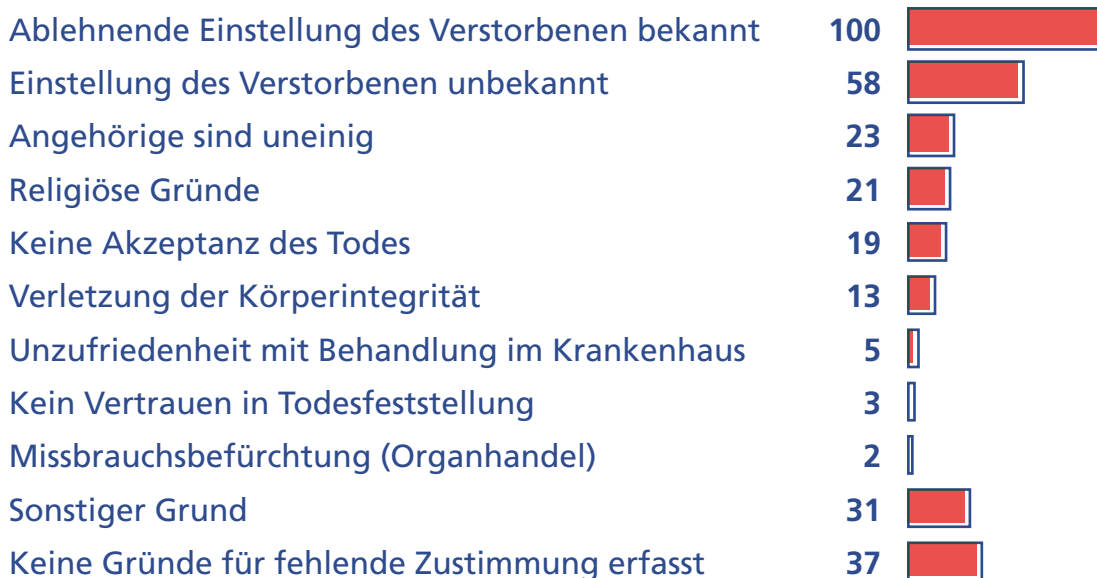 Ablehnende Einstellung des Verstorbenen bekannt 100
Einstellung des Verstorbenen unbekannt 58
Angehörige sind uneinig 23
Religiöse Gründe 21
Keine Akzeptanz des Todes 19
Verletzung der Körperintegrität 13
Unzufriedenheit mit Behandlung im Krankenhaus 5
Kein Vertrauen in Todesfeststellung 3
Missbrauchsbefürchtung (Organhandel) 2
Sonstiger Grund 31
Keine Gründe für fehlende Zustimmung erfasst 37